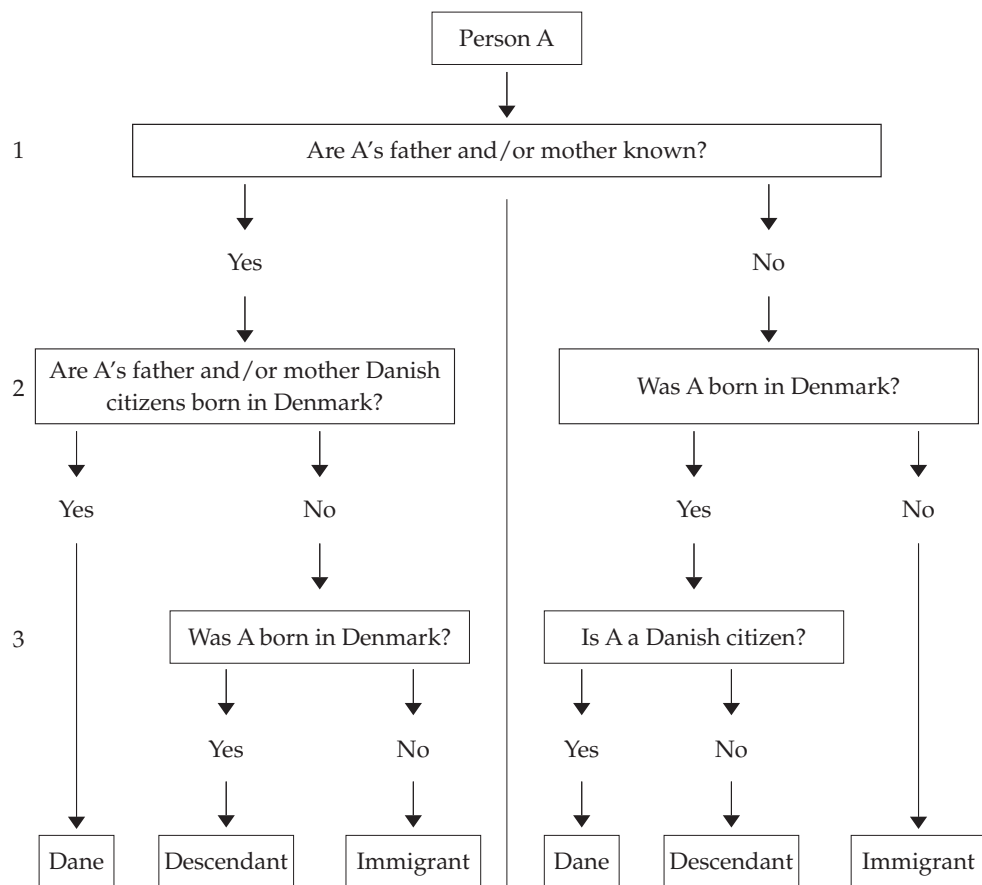 Person A
1
Are A's father and/or mother known?
Yes
No
2
Are A's father and/or mother Danish
citizens born in Denmark?
Was A born in Denmark?
Yes
No
Yes
No
3
Was A born in Denmark?
Is A a Danish citizen?
Yes
No
Yes
No
Dane
Descendant
Immigrant
Dane
Descendant
Immigrant